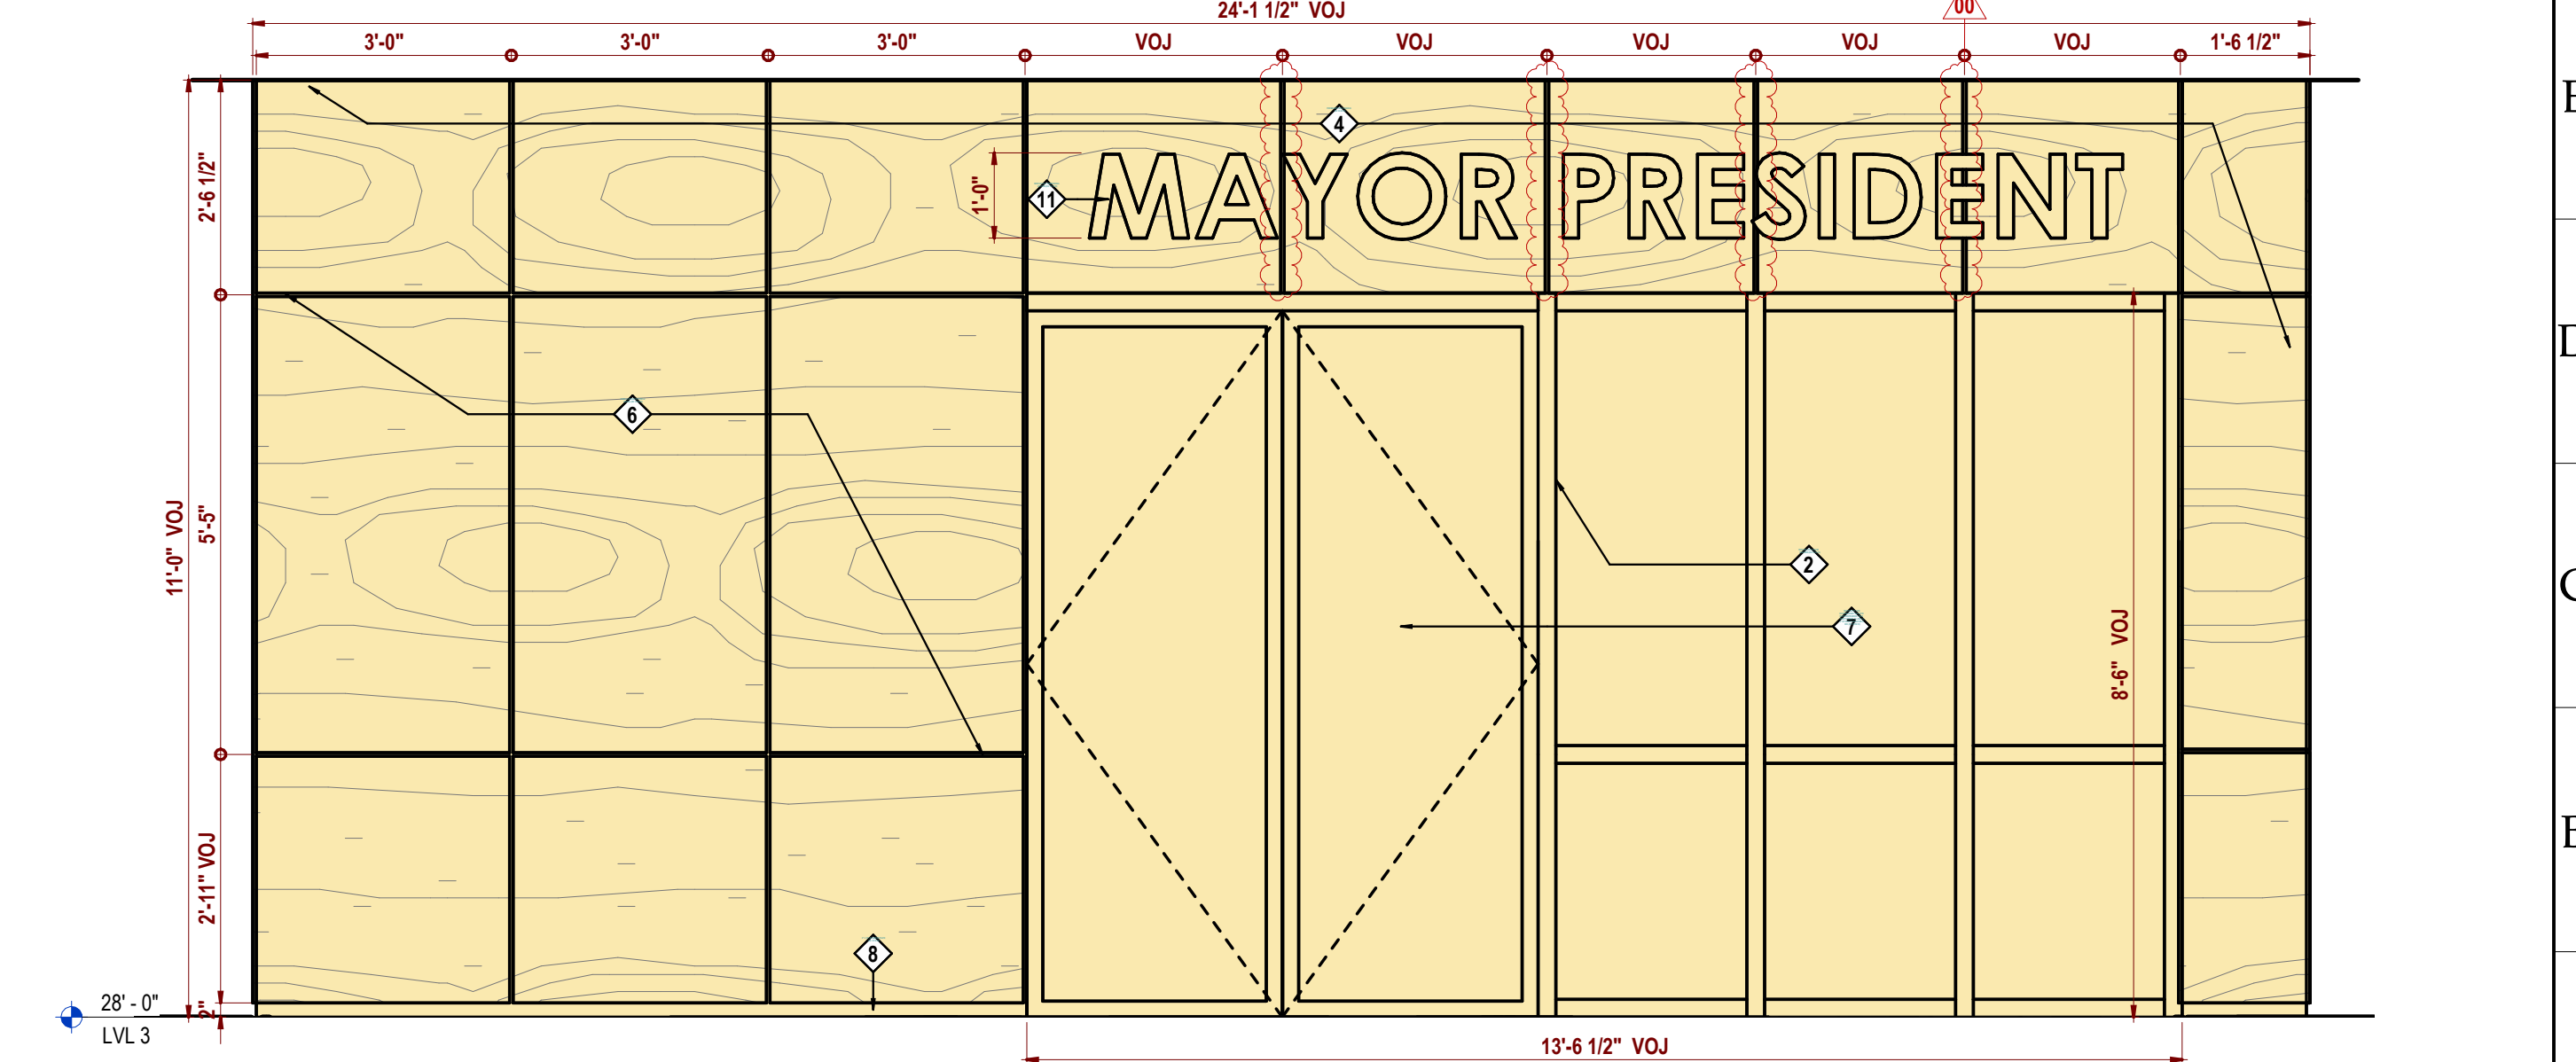 24'-1 1/2" VOJ
00
3'-0" 3'-0" 3'-0" VOJ VOJ VOJ VOJ VOJ 1'-6 1/2"
4
2'-6 1/2"
1'-0"
11
MAYOR PRESIDENT
6
11'-0" VOJ
5'-5"
2
7
8'-6" VOJ
2'-11" VOJ
8
2"
28' - 0"
LVL 3
13'-6 1/2" VOJ